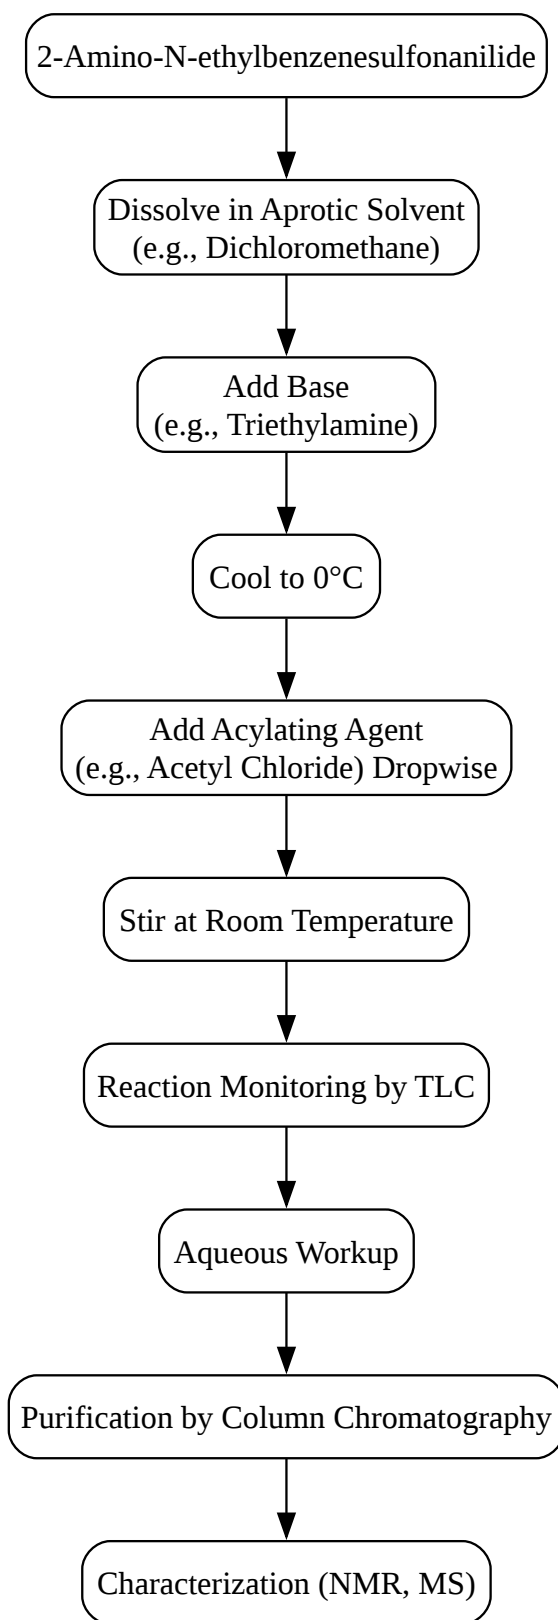 2-Amino-N-ethylbenzenesulfonanilide
Dissolve in Aprotic Solvent
(e.g., Dichloromethane)
Add Base
(e.g., Triethylamine)
Cool to 0°C
Add Acylating Agent
(e.g., Acetyl Chloride) Dropwise
Stir at Room Temperature
Reaction Monitoring by TLC
Aqueous Workup
Purification by Column Chromatography
Characterization (NMR, MS)